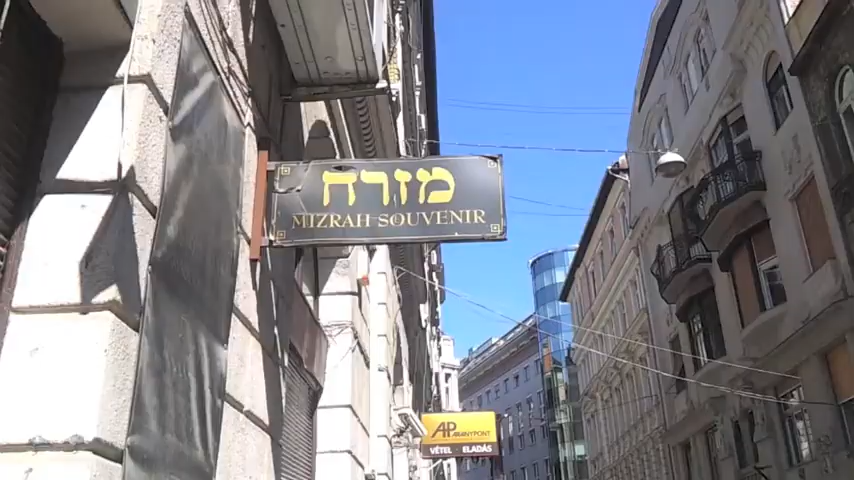 מזרח
MIZRAH SOUVENIR
AP
ARANYPONT
VÉTEL ELADÁS